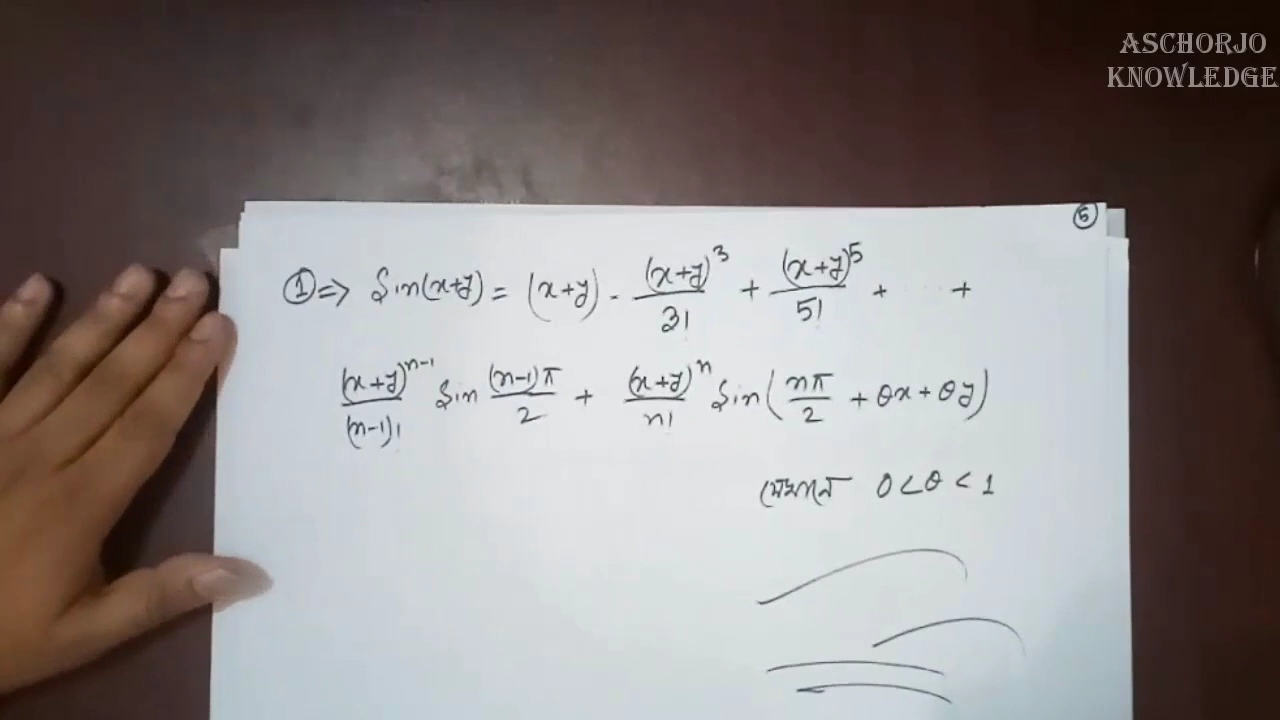 ASCHORJO
KNOWLEDGE
⑤
①⇒ Sin(x+y) = (x+y) - (x+y)³/3! + (x+y)⁵/5! + .... +
(x+y)ⁿ⁻¹/(n-1)! Sin (n-1)π/2 + (x+y)ⁿ/n! Sin(nπ/2 + θx + θy)
যেখানে 0 < θ < 1